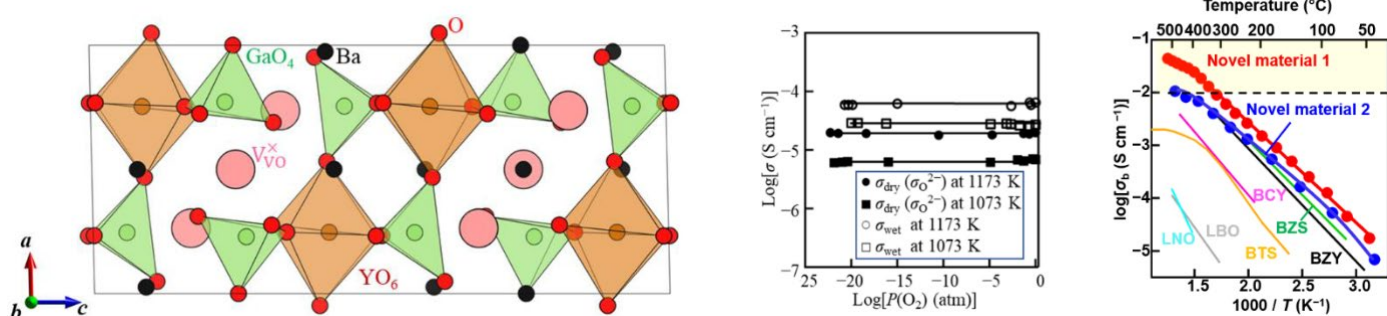 O
GaO4
Ba
V×VO
YO6
a
b
c
−3
−4
−5
−6
−7
Log[σ (S cm−1)]
σdry (σO2−) at 1173 K
σdry (σO2−) at 1073 K
σwet at 1173 K
σwet at 1073 K
−25 −20 −15 −10 −5 0
Log[P(O2) (atm)]
Temperature (°C)
500 400 300 200 100 50
−1
−2
−3
−4
−5
log[σb (S cm−1)]
Novel material 1
Novel material 2
BCY
BZS
LNO
LBO
BTS
BZY
1.0 1.5 2.0 2.5 3.0
1000 / T (K−1)